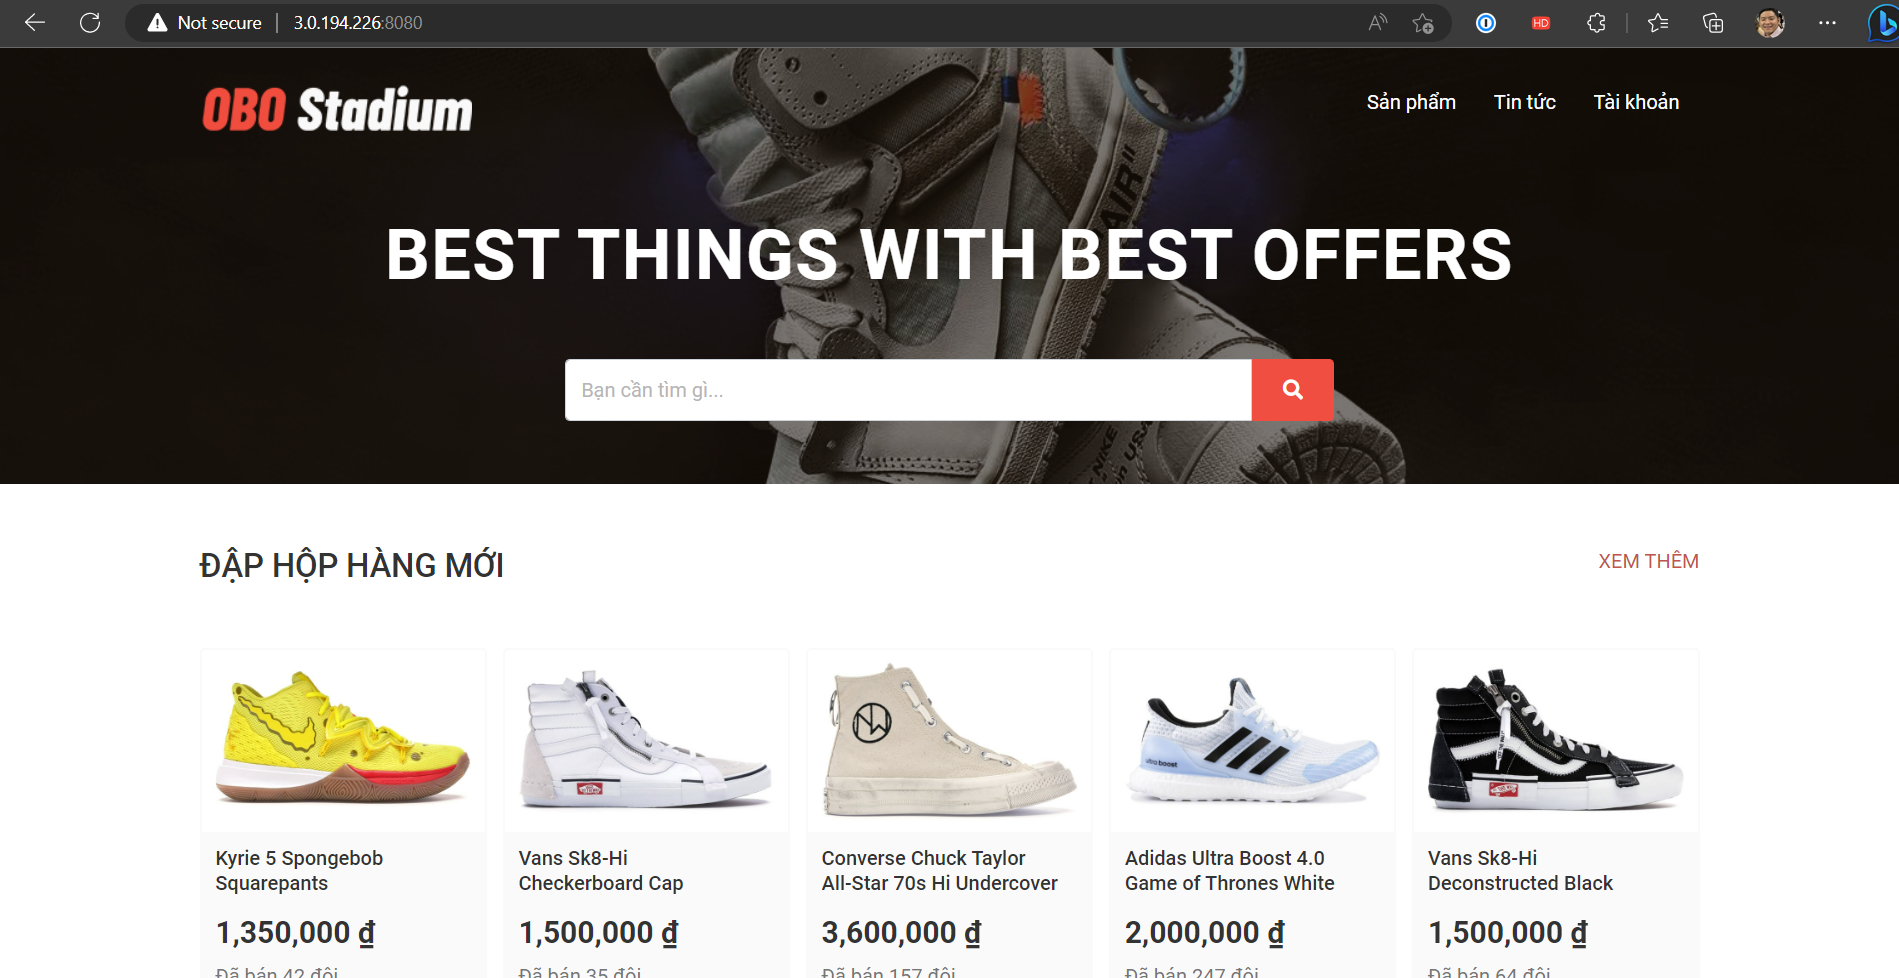 Not secure
3.0.194.226:8080
HD
OBO Stadium
Sản phẩm
Tin tức
Tài khoản
AIR"
BEST THINGS WITH BEST OFFERS
Bạn cần tìm gì...
NIKE
ĐẬP HỘP HÀNG MỚI
XEM THÊM
ultra boost
Kyrie 5 Spongebob
Squarepants
1,350,000 ₫
Đã bán 42 đôi
Vans Sk8-Hi
Checkerboard Cap
1,500,000 ₫
Đã bán 35 đôi
Converse Chuck Taylor
All-Star 70s Hi Undercover
3,600,000 ₫
Đã bán 157 đôi
Adidas Ultra Boost 4.0
Game of Thrones White
2,000,000 ₫
Đã bán 247 đôi
Vans Sk8-Hi
Deconstructed Black
1,500,000 ₫
Đã bán 64 đôi